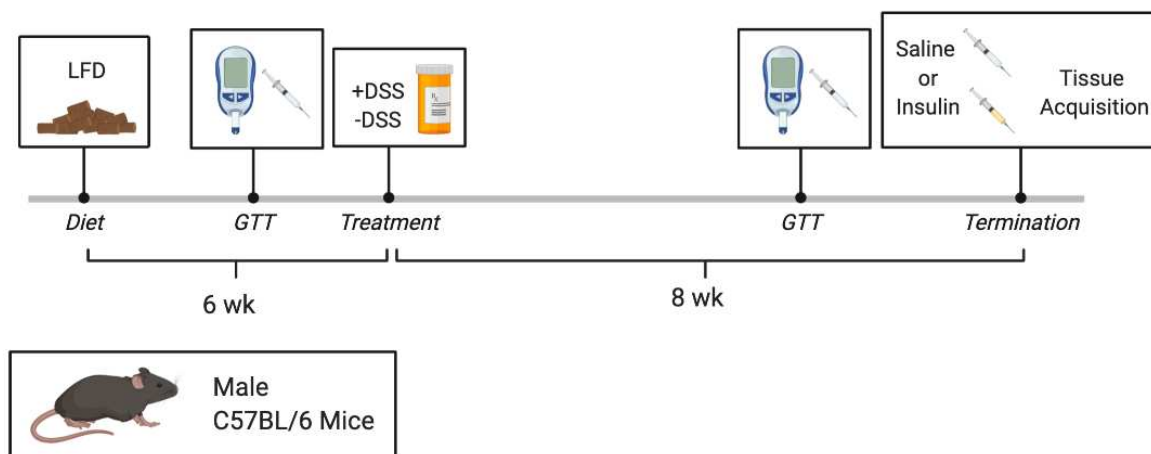 LFD
+DSS
-DSS
Saline
or
Insulin
Tissue
Acquisition
Diet
GTT
Treatment
GTT
Termination
6 wk
8 wk
Male
C57BL/6 Mice